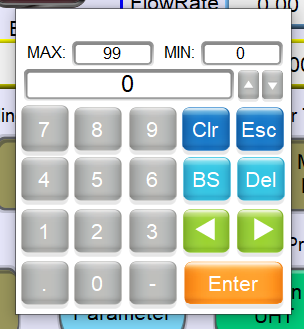 FlowRate 0.00
MAX: 99 MIN: 0
0
7 8 9 Clr Esc
4 5 6 BS Del
1 2 3
. 0 - Enter
Parameter
UHT